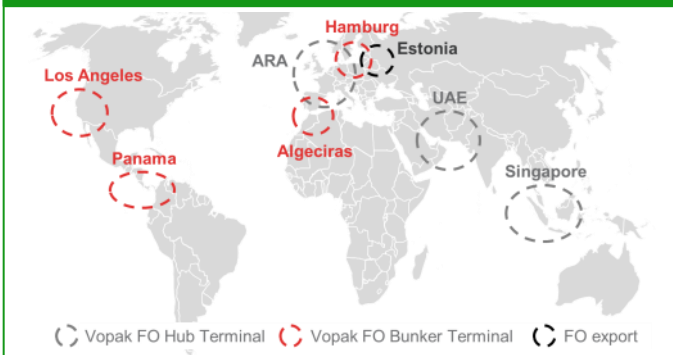 Hamburg
ARA
Estonia
Los Angeles
UAE
Algeciras
Panama
Singapore
Vopak FO Hub Terminal
Vopak FO Bunker Terminal
FO export